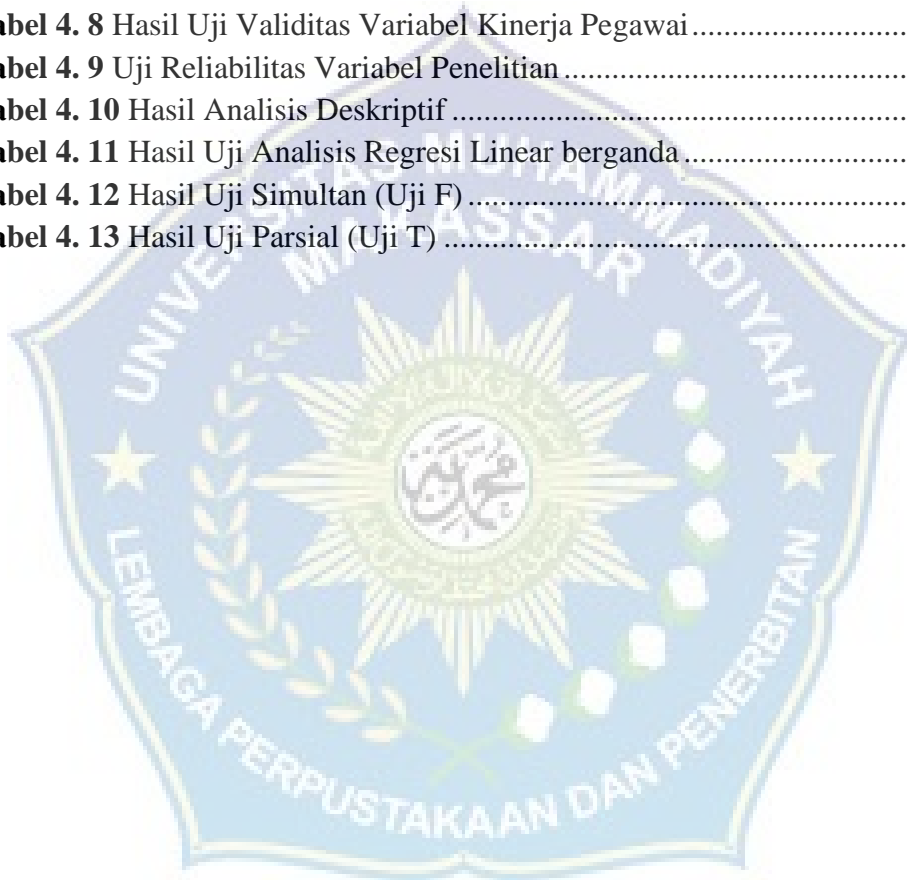 abel 4. 8 Hasil Uji Validitas Variabel Kinerja Pegawai................................
abel 4. 9 Uji Reliabilitas Variabel Penelitian................................................
abel 4. 10 Hasil Analisis Deskriptif..............................................................
abel 4. 11 Hasil Uji Analisis Regresi Linear berganda.................................
abel 4. 12 Hasil Uji Simultan (Uji F)...........................................................
abel 4. 13 Hasil Uji Parsial (Uji T)..............................................................
UNIVERSITAS MUHAMMADIYAH
MAKASSAR
LEMBAGA PERPUSTAKAAN DAN PENERBITAN